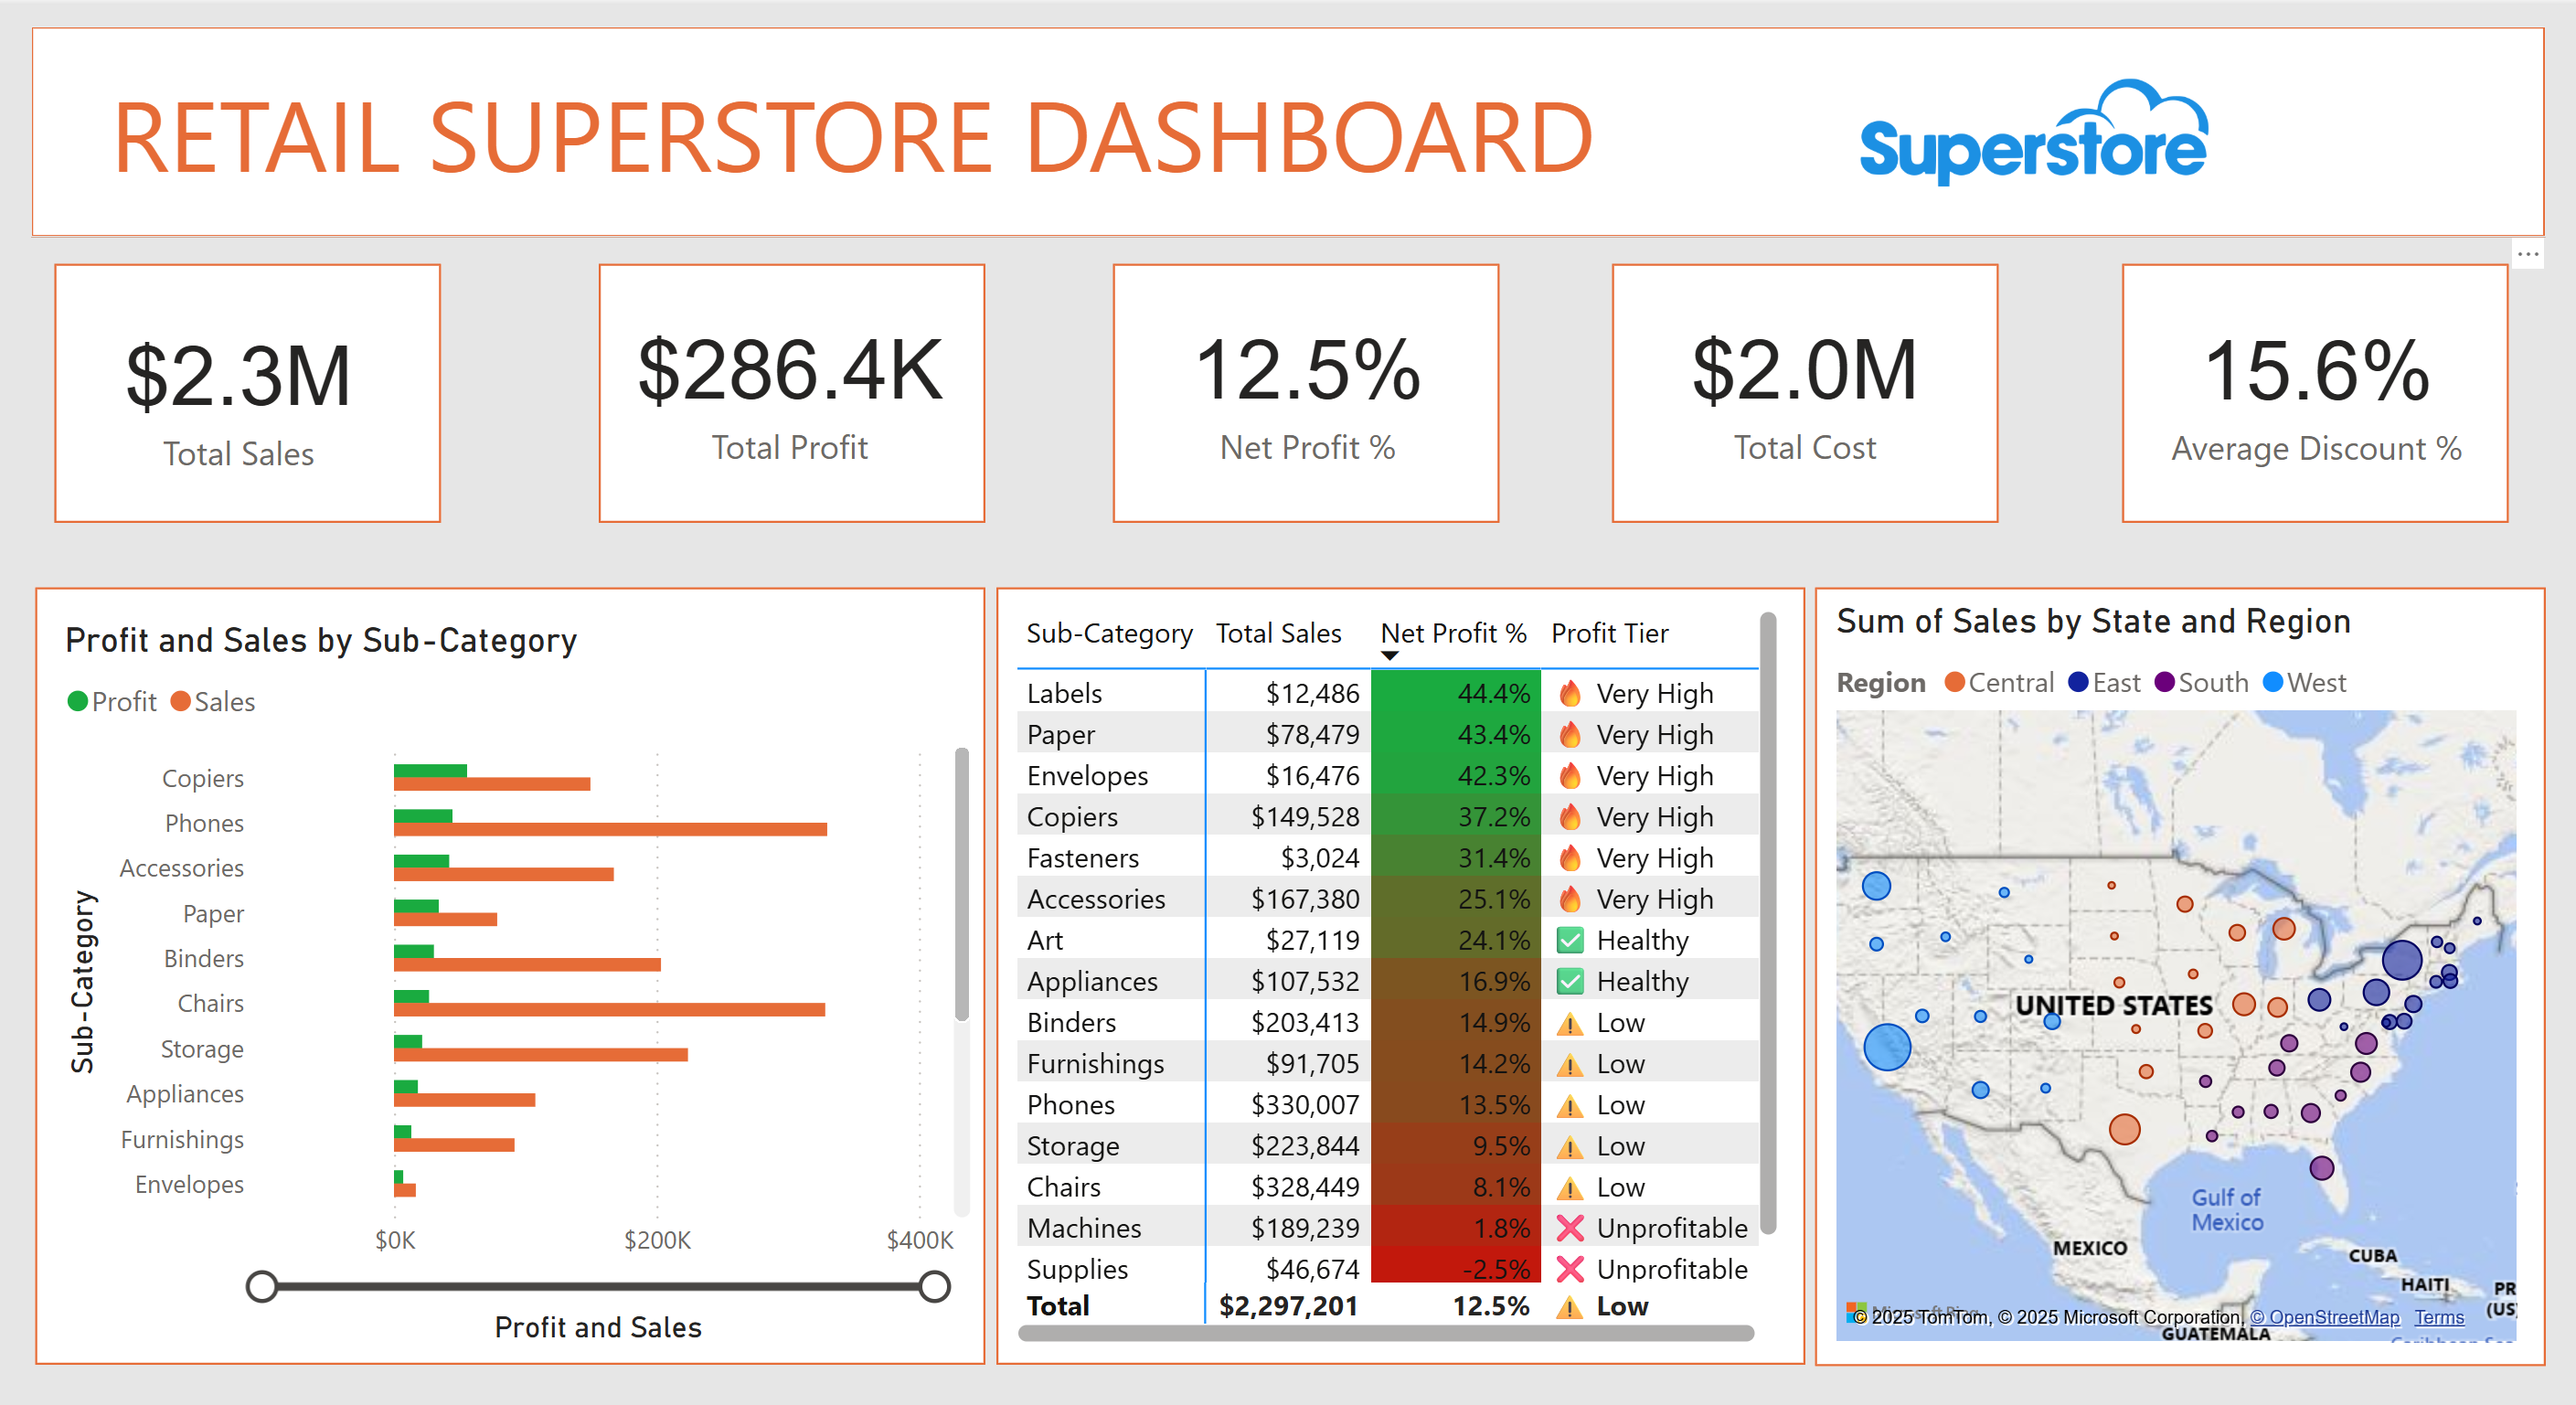 RETAIL SUPERSTORE DASHBOARD
Superstore
$2.3M
Total Sales
$286.4K
Total Profit
12.5%
Net Profit %
$2.0M
Total Cost
15.6%
Average Discount %
Profit and Sales by Sub-Category
Profit Sales
Sub-Category
Copiers
Phones
Accessories
Paper
Binders
Chairs
Storage
Appliances
Furnishings
Envelopes
$0K $200K $400K
Profit and Sales
Sub-Category Total Sales Net Profit % Profit Tier
Labels $12,486 44.4% 🔥 Very High
Paper $78,479 43.4% 🔥 Very High
Envelopes $16,476 42.3% 🔥 Very High
Copiers $149,528 37.2% 🔥 Very High
Fasteners $3,024 31.4% 🔥 Very High
Accessories $167,380 25.1% 🔥 Very High
Art $27,119 24.1% ✅ Healthy
Appliances $107,532 16.9% ✅ Healthy
Binders $203,413 14.9% ⚠️ Low
Furnishings $91,705 14.2% ⚠️ Low
Phones $330,007 13.5% ⚠️ Low
Storage $223,844 9.5% ⚠️ Low
Chairs $328,449 8.1% ⚠️ Low
Machines $189,239 1.8% ❌ Unprofitable
Supplies $46,674 -2.5% ❌ Unprofitable
Total $2,297,201 12.5% ⚠️ Low
Sum of Sales by State and Region
Region Central East South West
UNITED STATES
Gulf of
Mexico
MEXICO
CUBA
HAITI
PR
(US
© 2025 TomTom, © 2025 Microsoft Corporation, © OpenStreetMap Terms
GUATEMALA